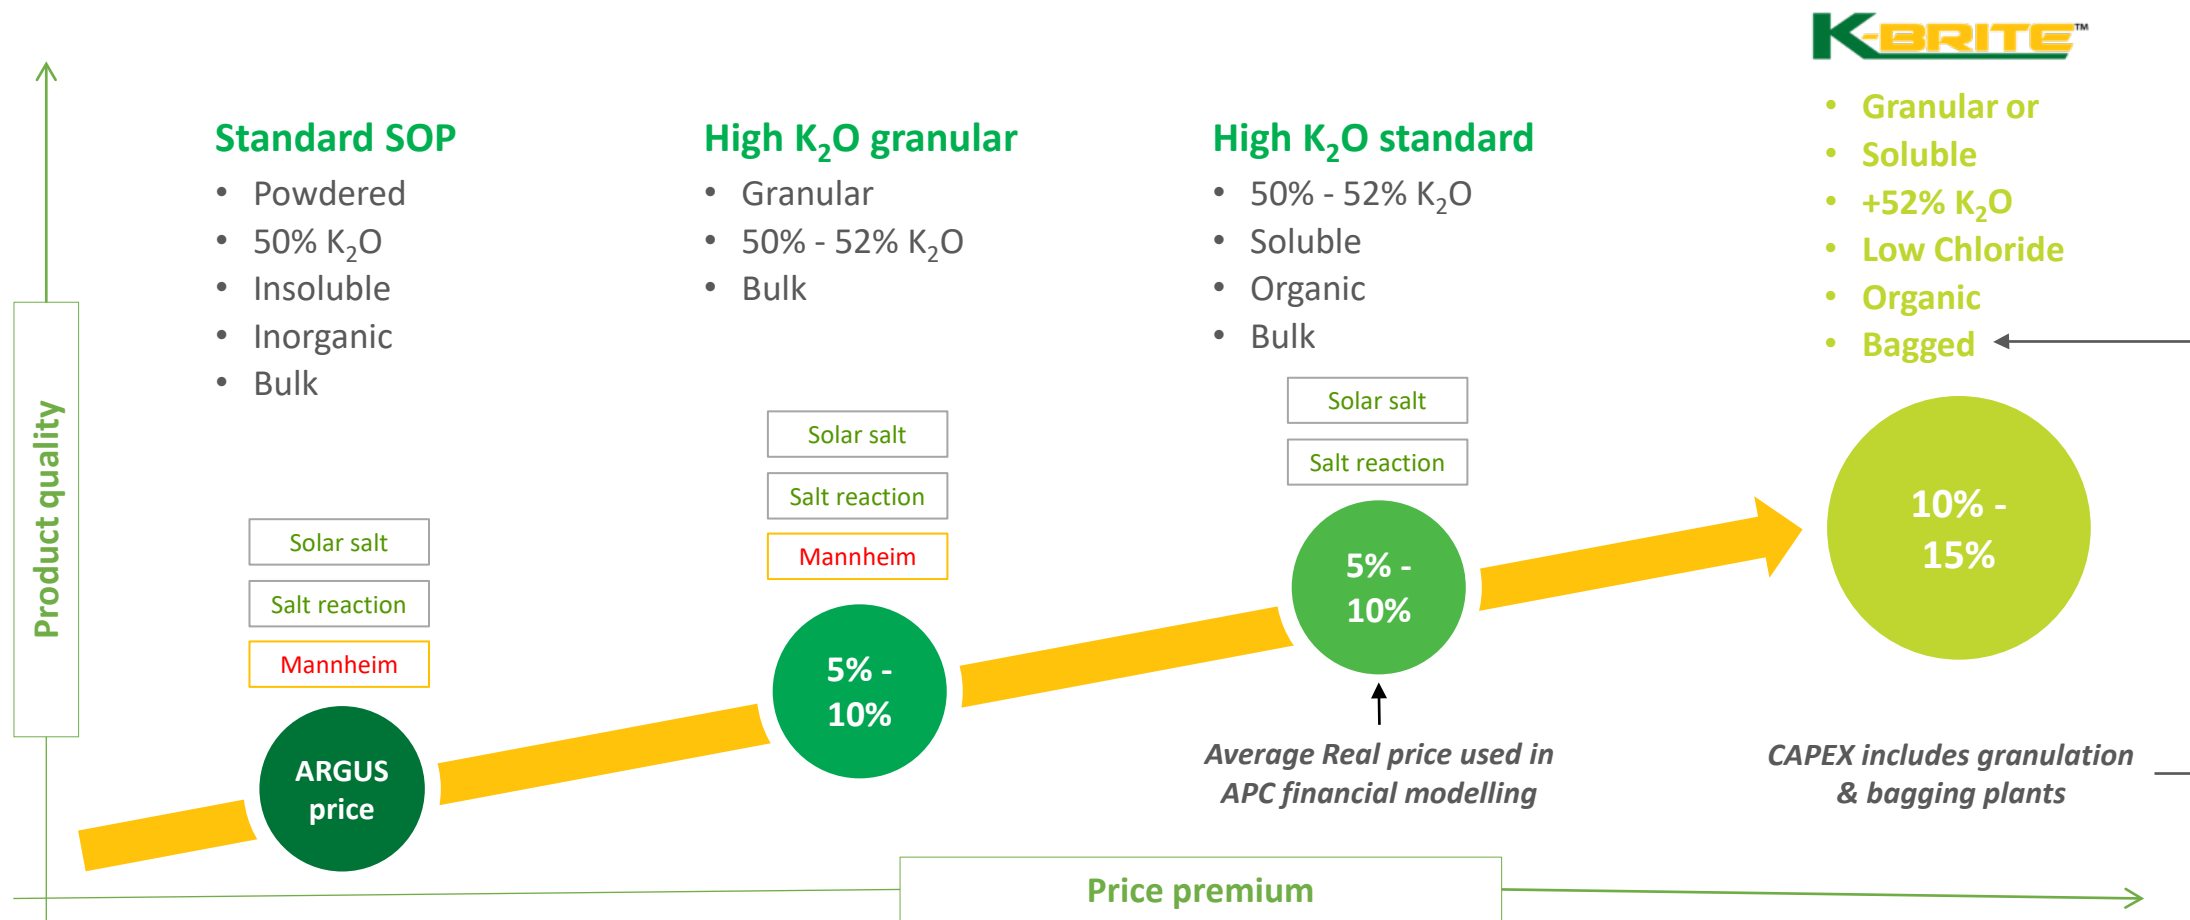 K-BRITE™
Standard SOP
• Powdered
• 50% K₂O
• Insoluble
• Inorganic
• Bulk
Solar salt
Salt reaction
Mannheim
ARGUS
price
High K₂O granular
• Granular
• 50% - 52% K₂O
• Bulk
Solar salt
Salt reaction
Mannheim
5% -
10%
High K₂O standard
• 50% - 52% K₂O
• Soluble
• Organic
• Bulk
Solar salt
Salt reaction
5% -
10%
Average Real price used in
APC financial modelling
• Granular or
• Soluble
• +52% K₂O
• Low Chloride
• Organic
• Bagged
10% -
15%
CAPEX includes granulation
& bagging plants
Product quality
Price premium